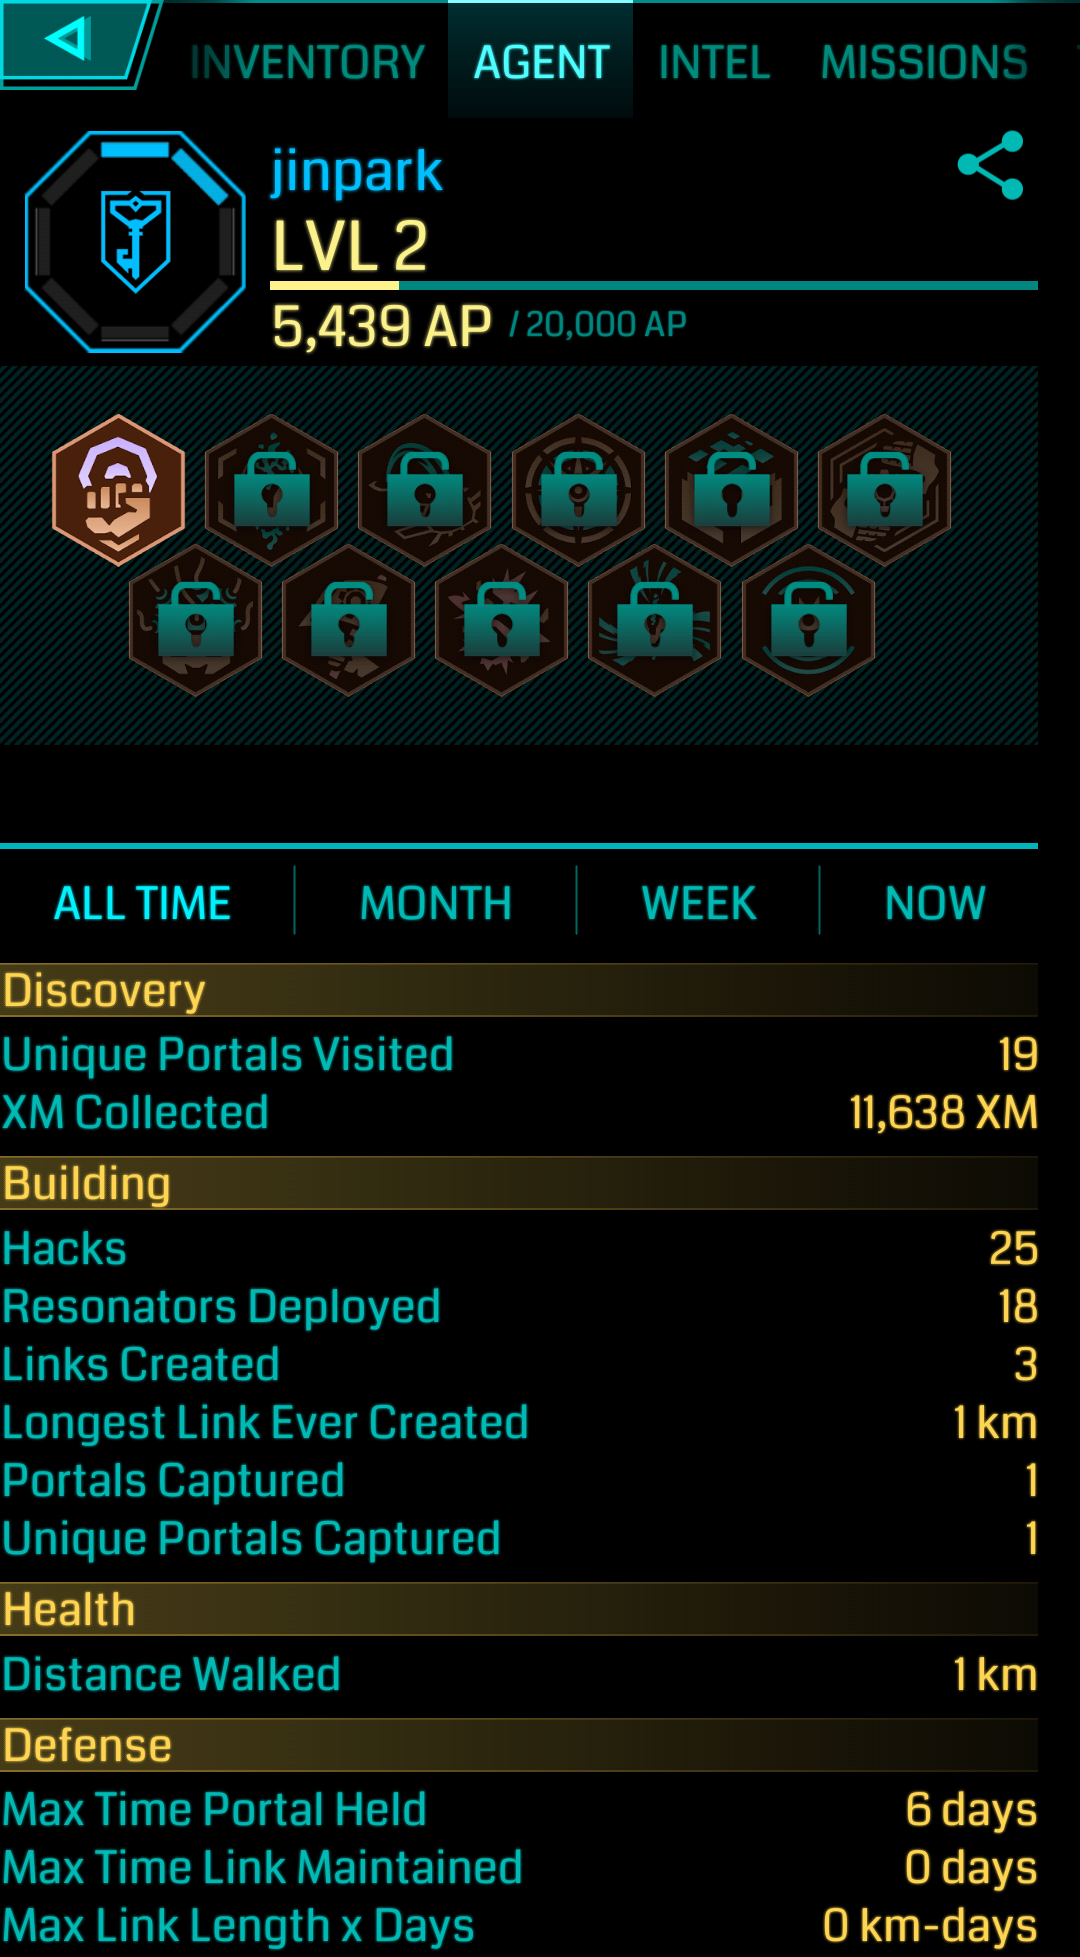 INVENTORY AGENT INTEL MISSIONS
jinpark
LVL 2
5,439 AP / 20,000 AP
ALL TIME MONTH WEEK NOW
Discovery
Unique Portals Visited 19
XM Collected 11,638 XM
Building
Hacks 25
Resonators Deployed 18
Links Created 3
Longest Link Ever Created 1 km
Portals Captured 1
Unique Portals Captured 1
Health
Distance Walked 1 km
Defense
Max Time Portal Held 6 days
Max Time Link Maintained 0 days
Max Link Length x Days 0 km-days